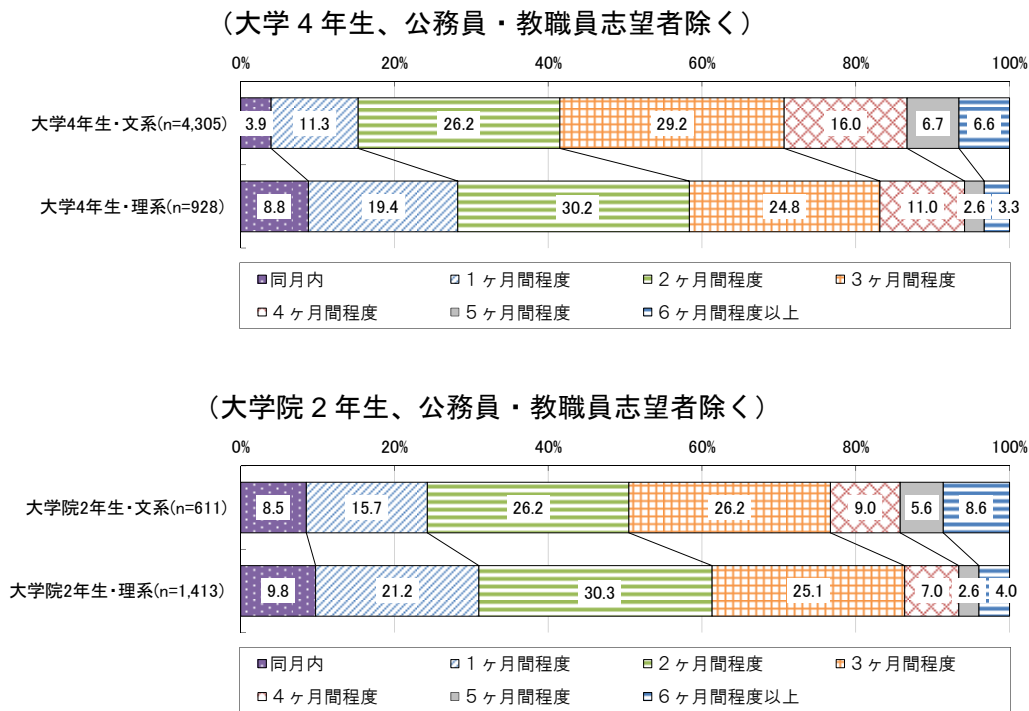 （大学４年生、公務員・教職員志望者除く）
0% 20% 40% 60% 80% 100%
大学4年生・文系(n=4,305) 3.9 11.3 26.2 29.2 16.0 6.7 6.6
大学4年生・理系(n=928) 8.8 19.4 30.2 24.8 11.0 2.6 3.3
同月内 １ヶ月間程度 ２ヶ月間程度 ３ヶ月間程度
４ヶ月間程度 ５ヶ月間程度 ６ヶ月間程度以上
（大学院２年生、公務員・教職員志望者除く）
0% 20% 40% 60% 80% 100%
大学院2年生・文系(n=611) 8.5 15.7 26.2 26.2 9.0 5.6 8.6
大学院2年生・理系(n=1,413) 9.8 21.2 30.3 25.1 7.0 2.6 4.0
同月内 １ヶ月間程度 ２ヶ月間程度 ３ヶ月間程度
４ヶ月間程度 ５ヶ月間程度 ６ヶ月間程度以上